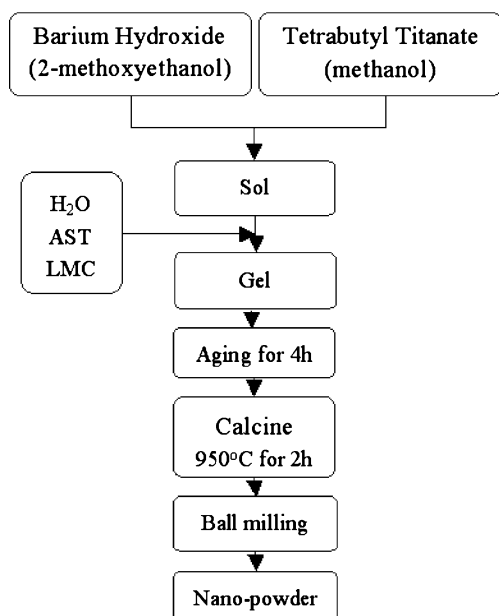 Barium Hydroxide
(2-methoxyethanol)
Tetrabutyl Titanate
(methanol)
Sol
H₂O
AST
LMC
Gel
Aging for 4h
Calcine
950°C for 2h
Ball milling
Nano-powder